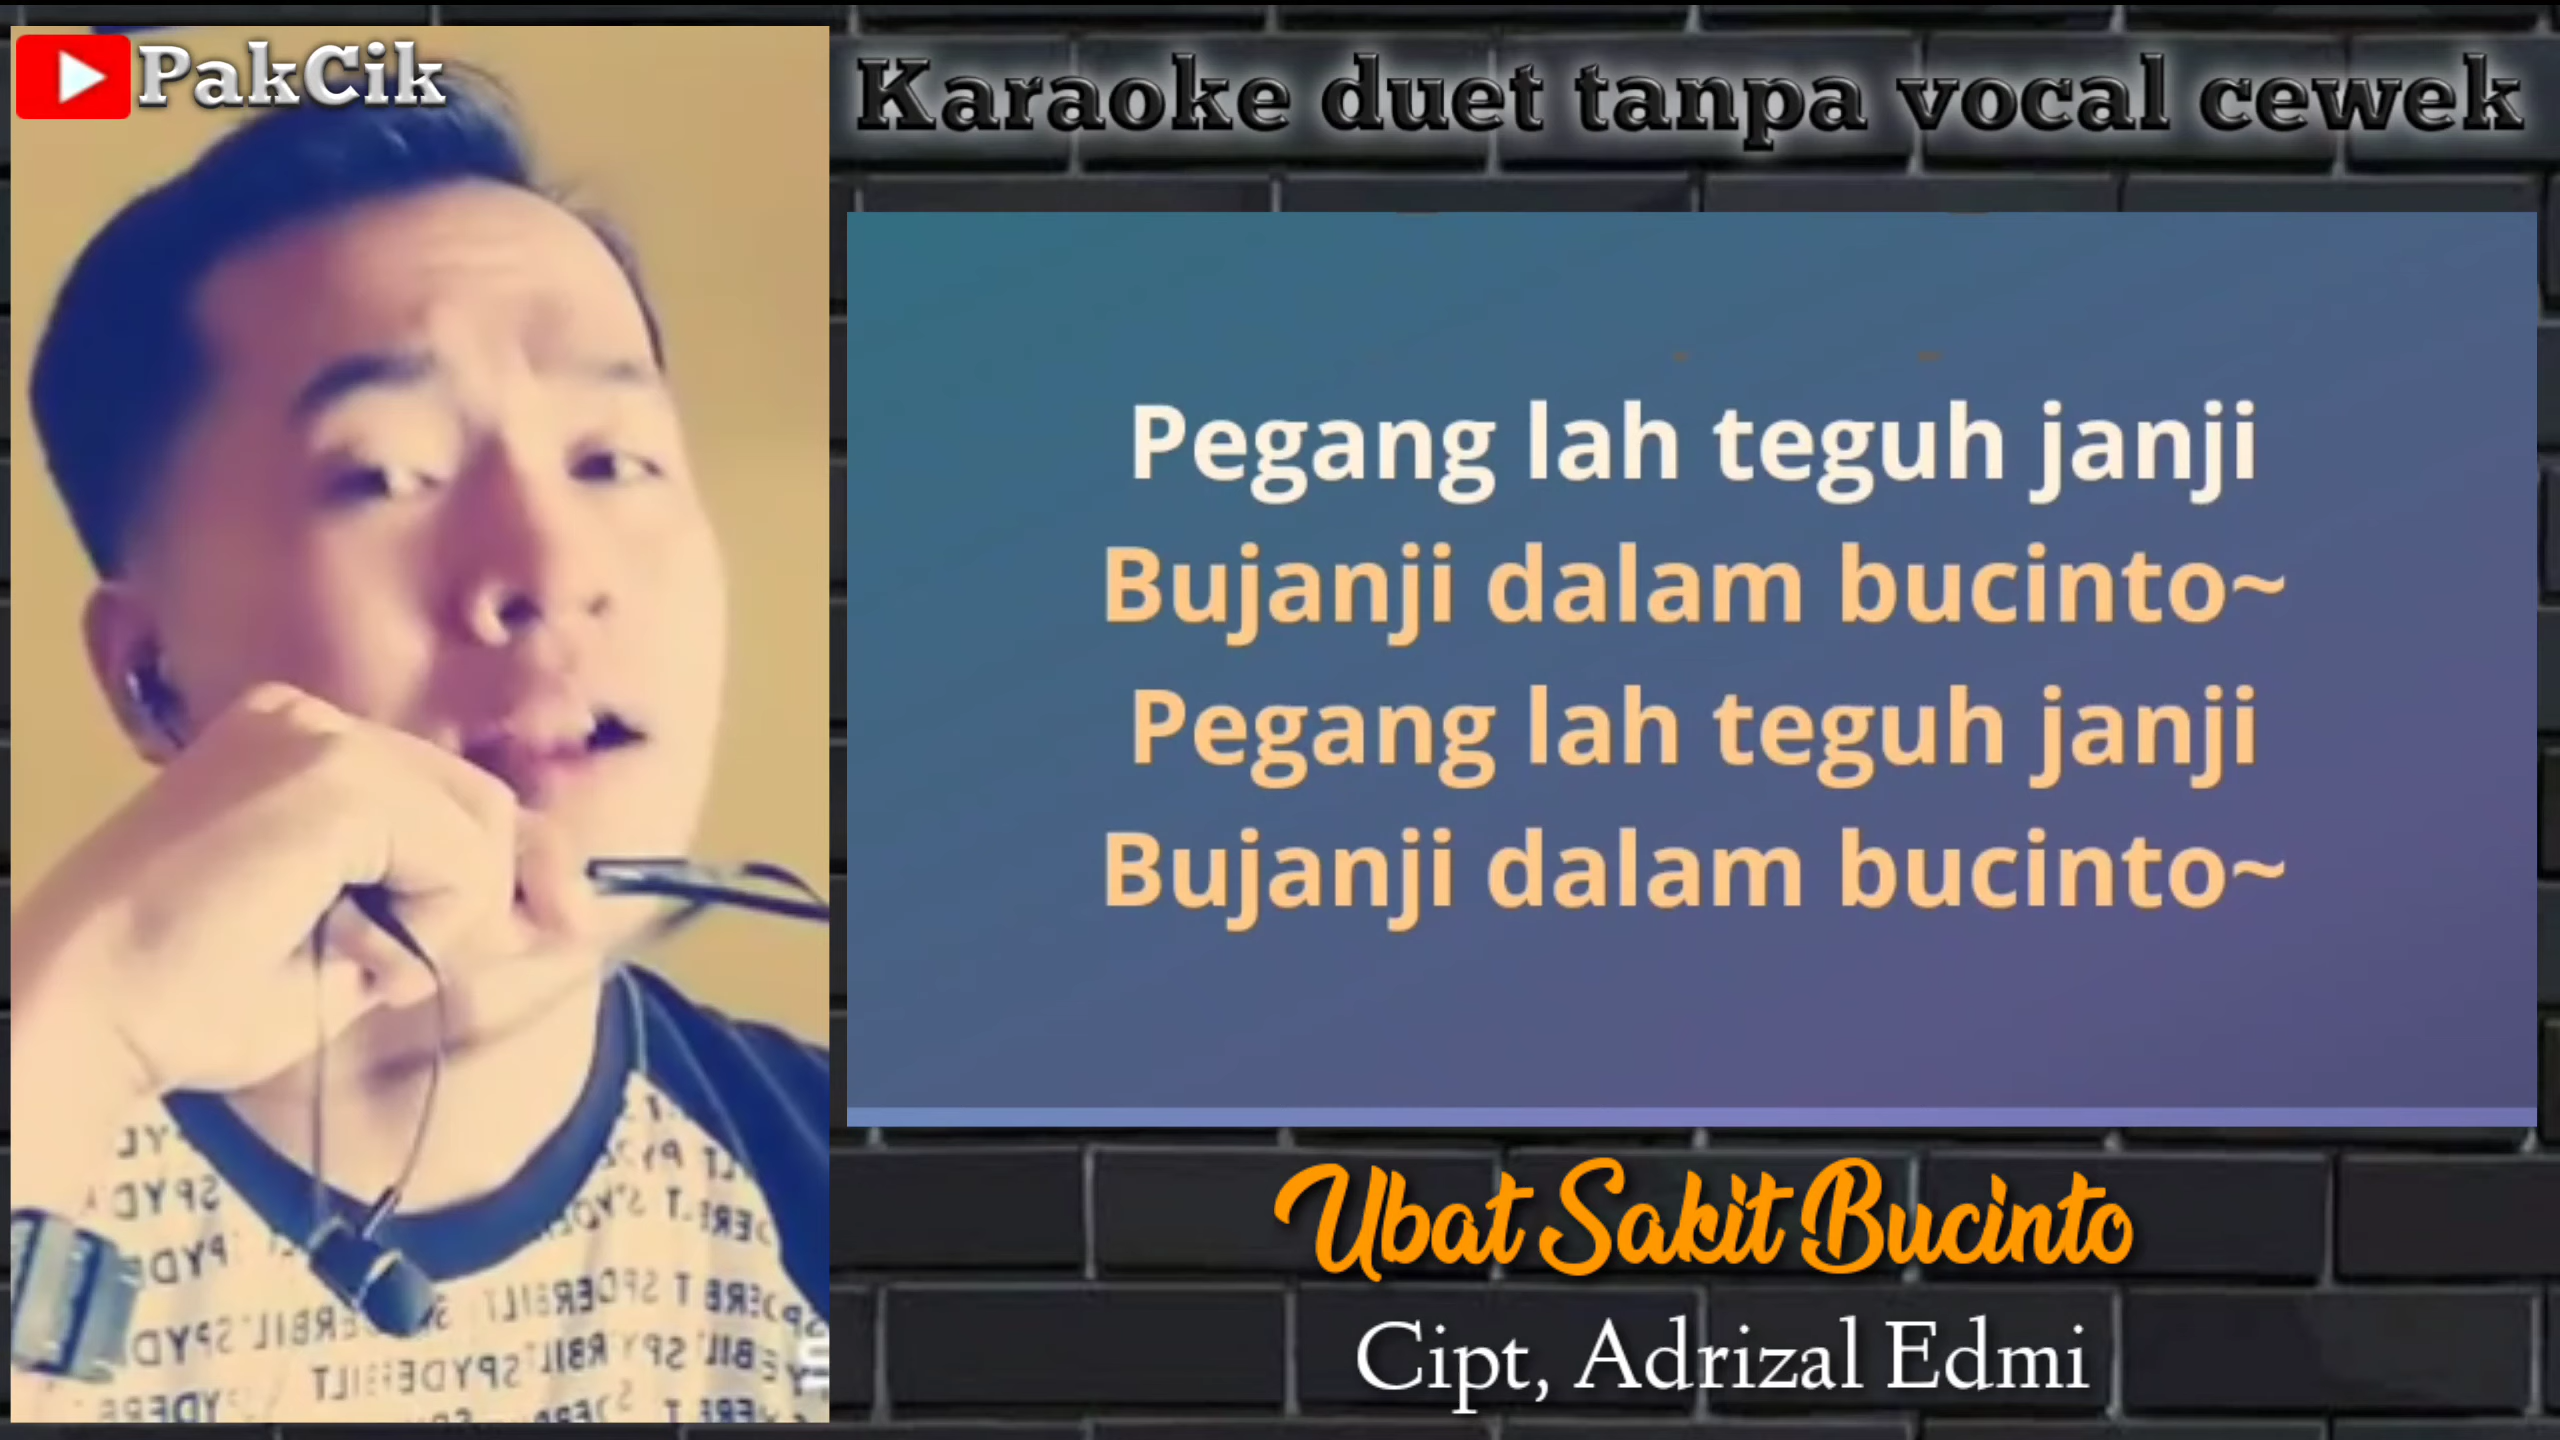 PakCik
Karaoke duet tanpa vocal cewek
Pegang lah teguh janji
Bujanji dalam bucinto~
Pegang lah teguh janji
Bujanji dalam bucinto~
Ubat Sakit Bucinto
Cipt, Adrizal Edmi